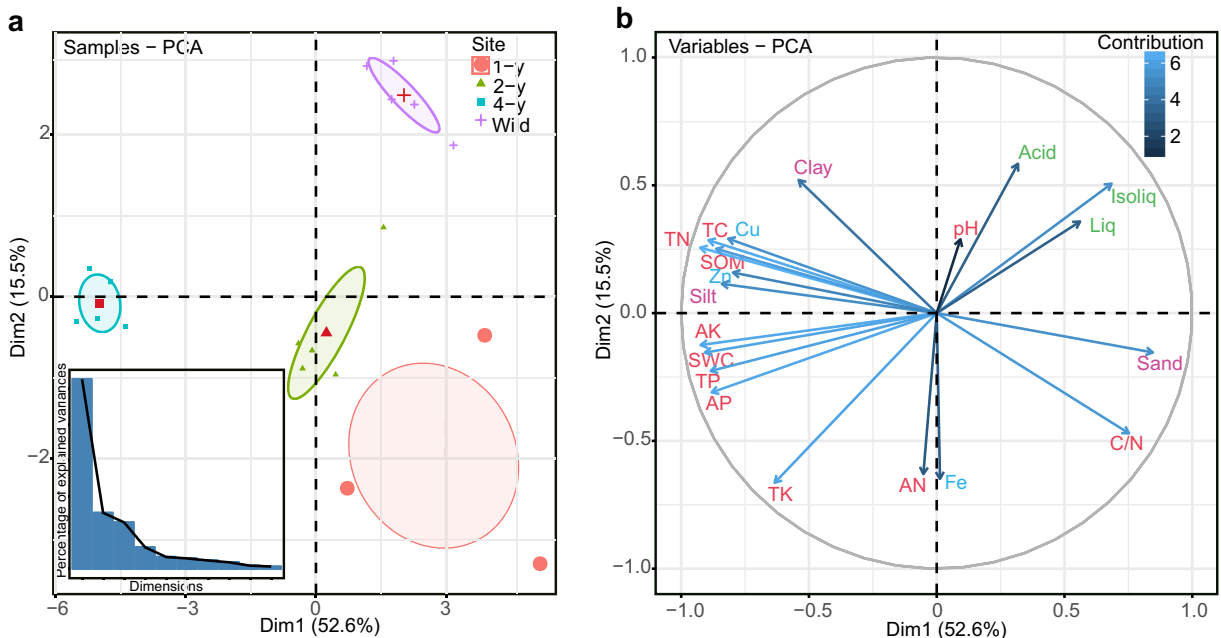 a
Samples – PCA
Site
1–y
2–y
4–y
Wild
2
0
−2
Dim2 (15.5%)
Percentage of explained variances
Dimensions
−6
−3
0
3
Dim1 (52.6%)
b
Variables – PCA
Contribution
6
4
2
1.0
0.5
0.0
−0.5
−1.0
Dim2 (15.5%)
Acid
Clay
Isoliq
Liq
pH
TN
TC
Cu
SOM
Zn
Silt
AK
SWC
TP
AP
Sand
C/N
TK
AN
Fe
−1.0
−0.5
0
0.5
1.0
Dim1 (52.6%)